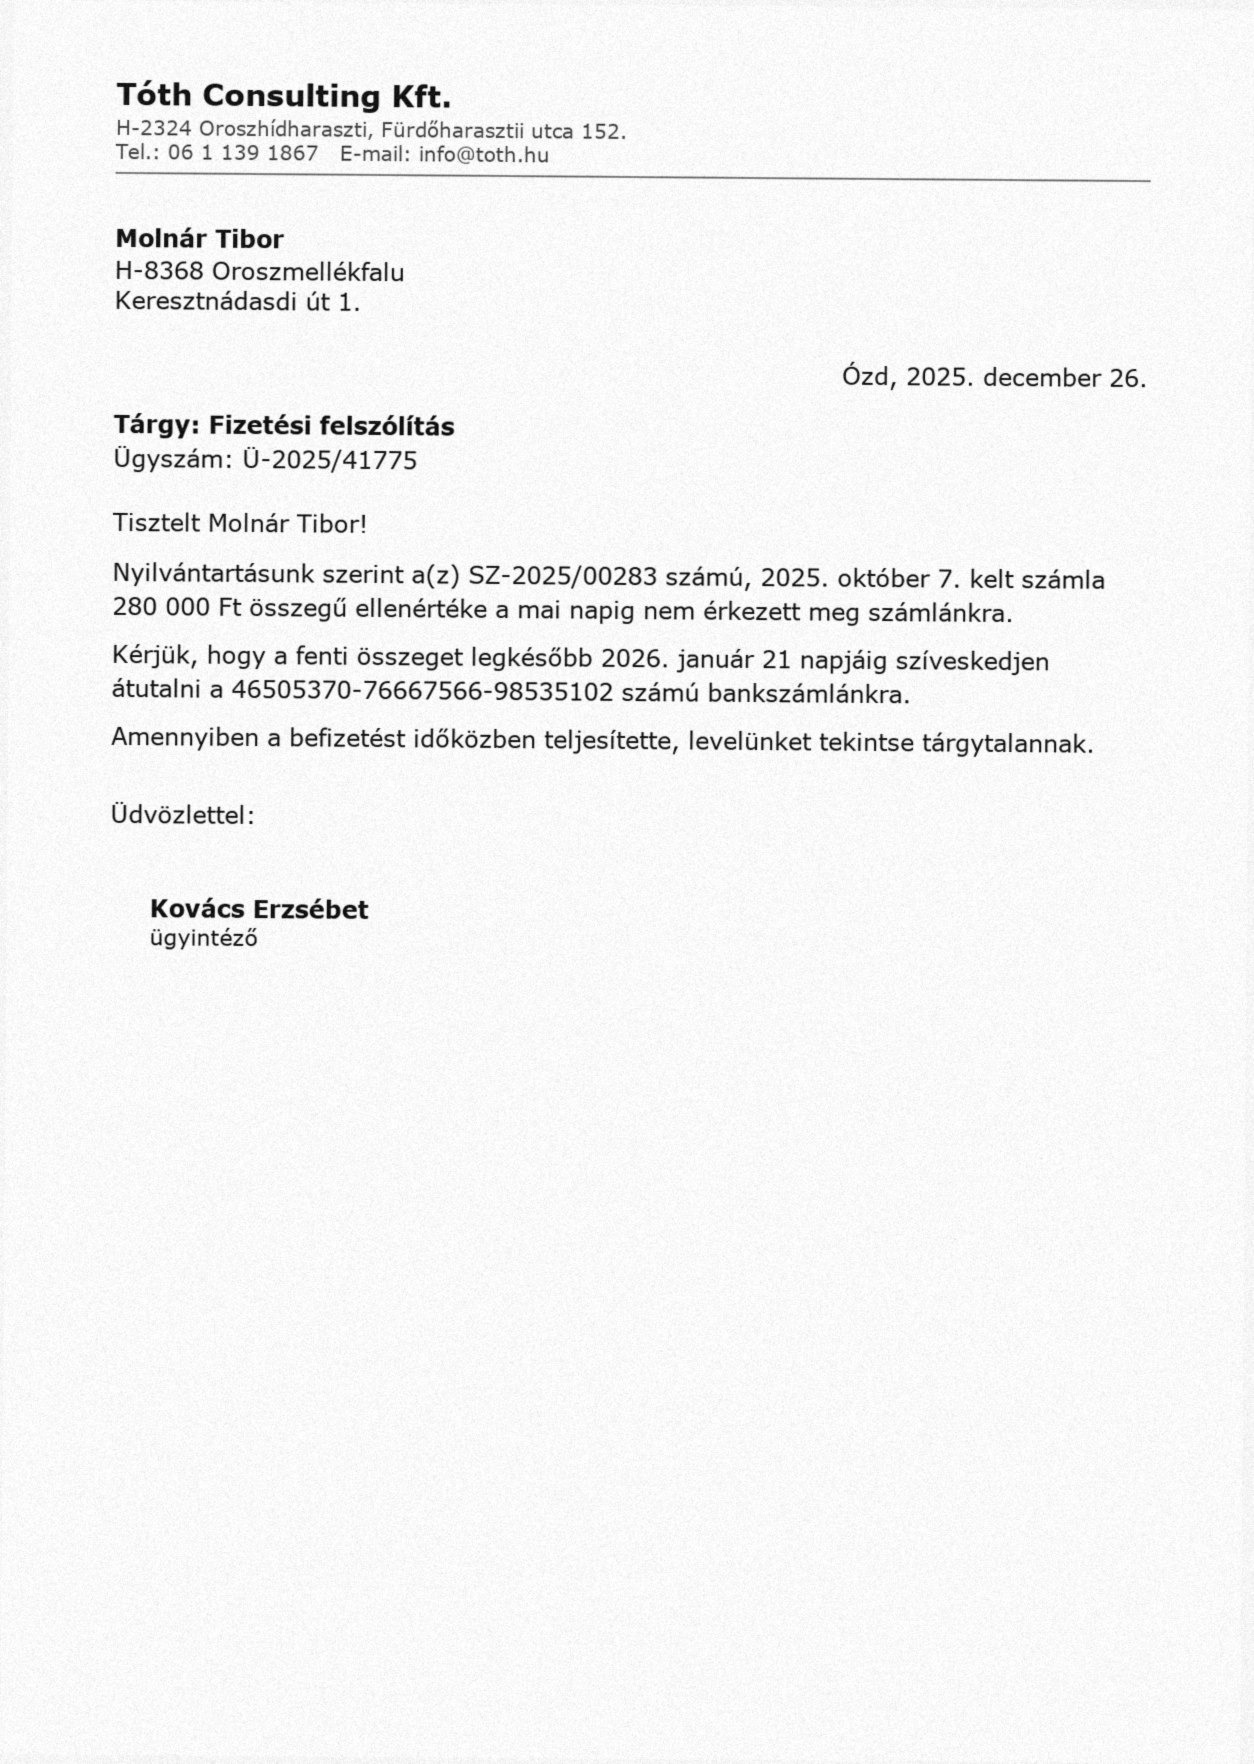 Tóth Consulting Kft.
H-2324 Oroszhídharaszti, Fürdőharasztii utca 152.
Tel.: 06 1 139 1867 E-mail: info@toth.hu
Molnár Tibor
H-8368 Oroszmellékfalu
Keresztnádasdi út 1.
Ózd, 2025. december 26.
Tárgy: Fizetési felszólítás
Ügyszám: Ü-2025/41775
Tisztelt Molnár Tibor!
Nyilvántartásunk szerint a(z) SZ-2025/00283 számú, 2025. október 7. kelt számla
280 000 Ft összegű ellenértéke a mai napig nem érkezett meg számlánkra.
Kérjük, hogy a fenti összeget legkésőbb 2026. január 21 napjáig szíveskedjen
átutalni a 46505370-76667566-98535102 számú bankszámlánkra.
Amennyiben a befizetést időközben teljesítette, levelünket tekintse tárgytalannak.
Üdvözlettel:
Kovács Erzsébet
ügyintéző